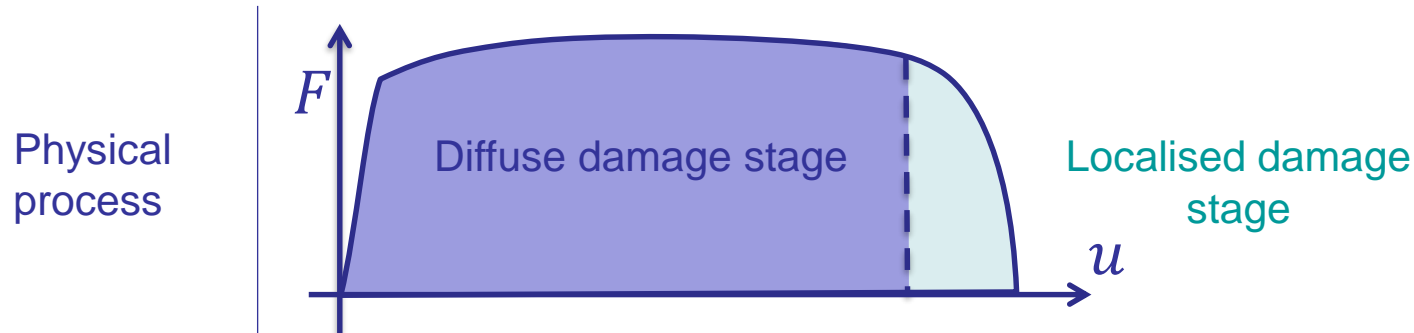 Physical
process
F
Diffuse damage stage
Localised damage
stage
u